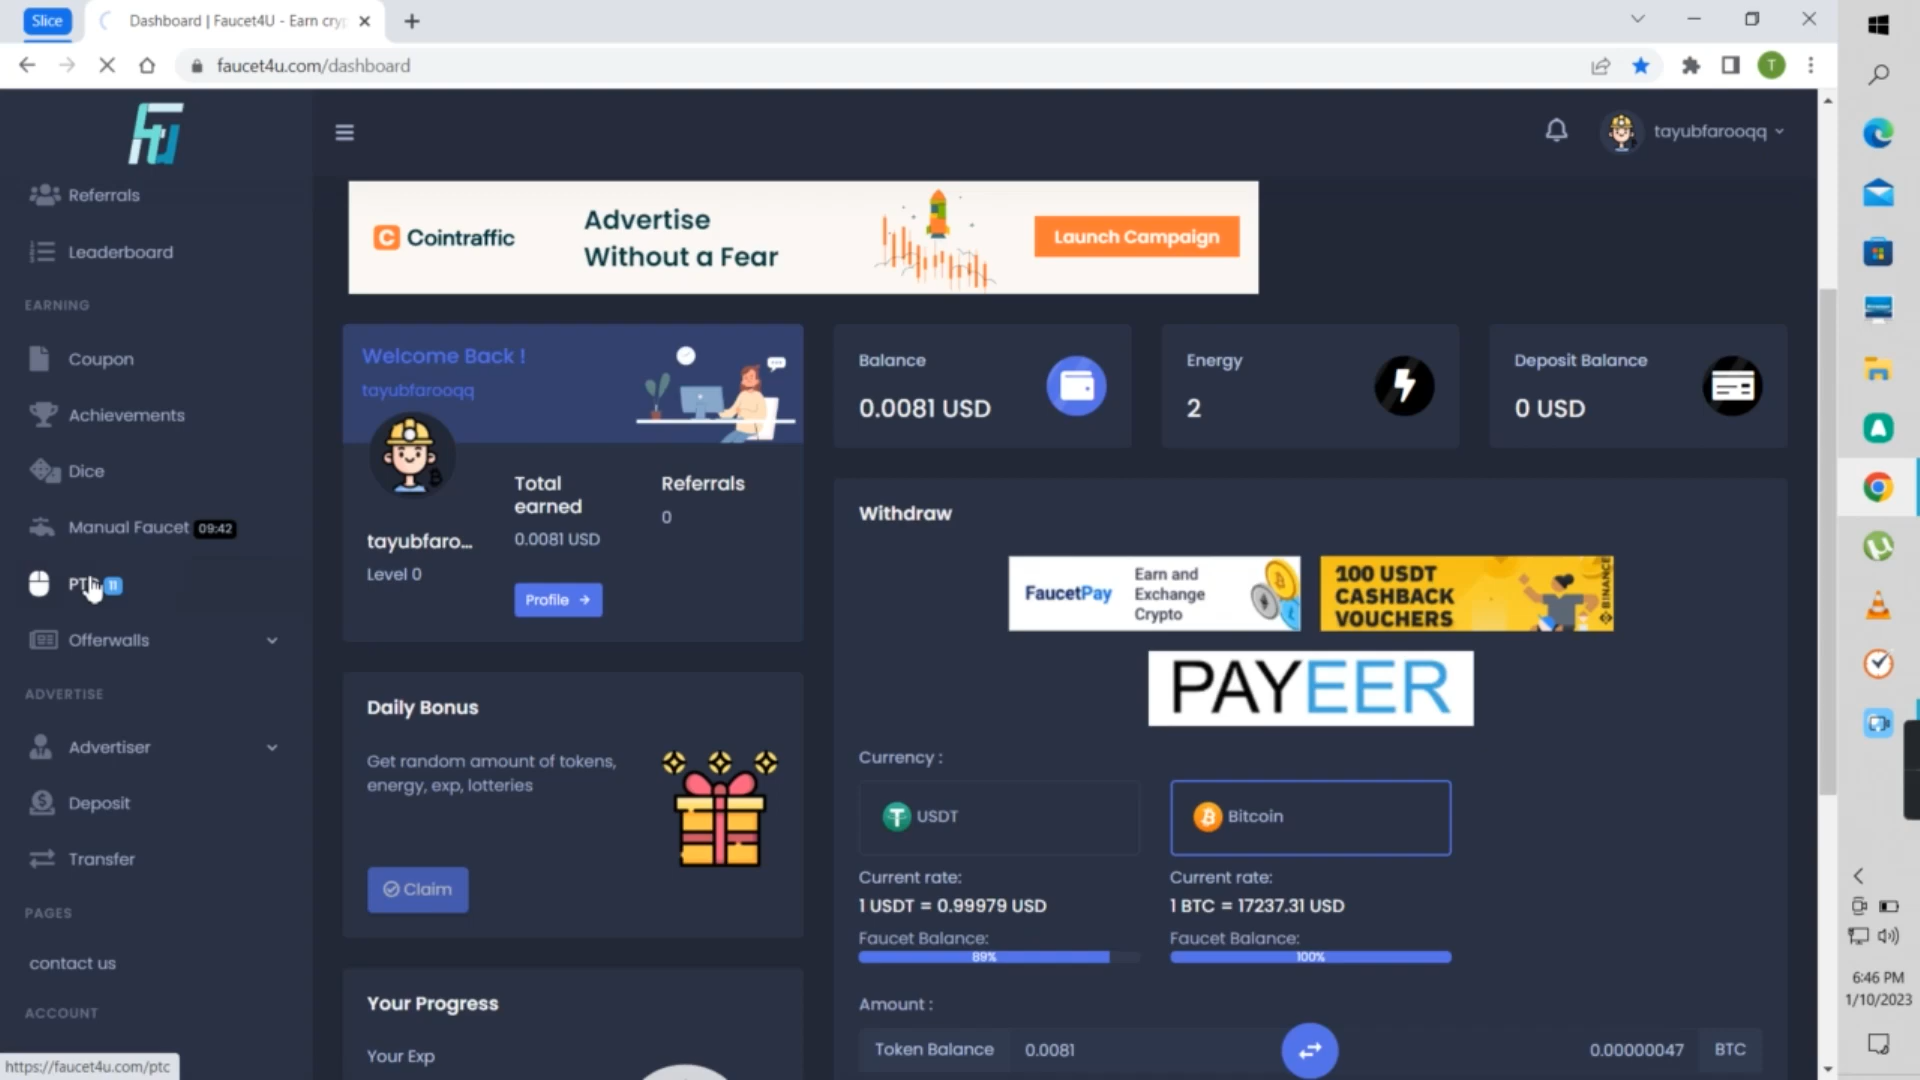 Slice
Dashboard | Faucet4U - Earn cryp
faucet4u.com/dashboard
T
tayubfarooqq
Referrals
Leaderboard
EARNING
Coupon
Achievements
Dice
Manual Faucet 09:42
11
Offerwalls
ADVERTISE
Advertiser
Deposit
Transfer
PAGES
contact us
ACCOUNT
https://faucet4u.com/ptc
Cointraffic
Advertise
Without a Fear
Launch Campaign
Welcome Back !
tayubfarooqq
tayubfaro...
Level 0
Total
earned
0.0081 USD
Referrals
0
Profile
Balance
0.0081 USD
Energy
2
Deposit Balance
0 USD
Daily Bonus
Get random amount of tokens,
energy, exp, lotteries
Claim
Your Progress
Your Exp
Withdraw
FaucetPay
Earn and
Exchange
Crypto
100 USDT
CASHBACK
VOUCHERS
BINANCE
PAYEER
Currency :
USDT
Bitcoin
Current rate:
1 USDT = 0.99979 USD
Faucet Balance:
89%
Current rate:
1 BTC = 17237.31 USD
Faucet Balance:
100%
Amount :
Token Balance 0.0081
0.00000047 BTC
6:46 PM
1/10/2023